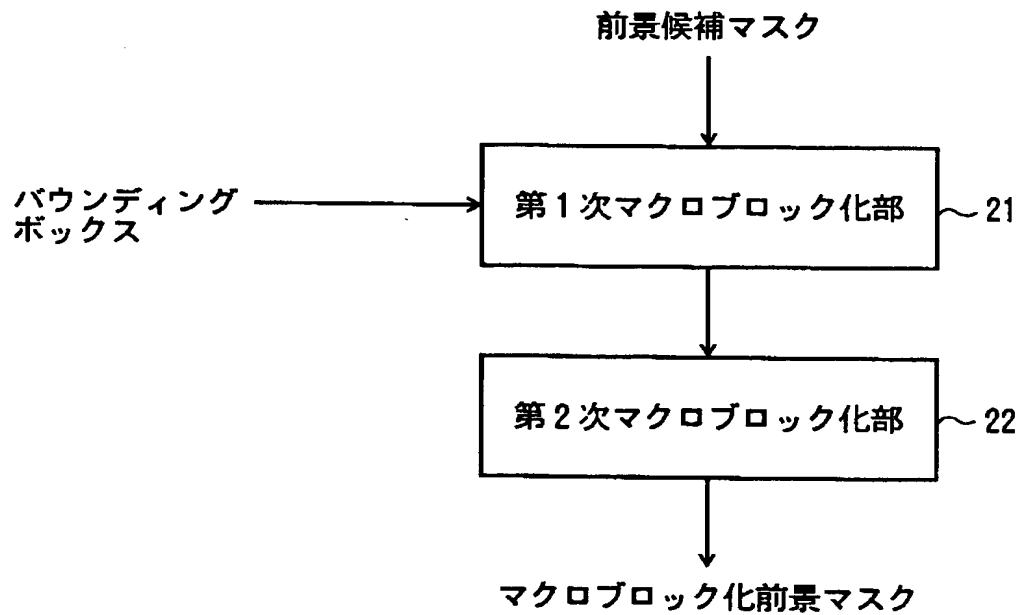 前景候補マスク
バウンディング
ボックス
第1次マクロブロック化部
21
第2次マクロブロック化部
22
マクロブロック化前景マスク